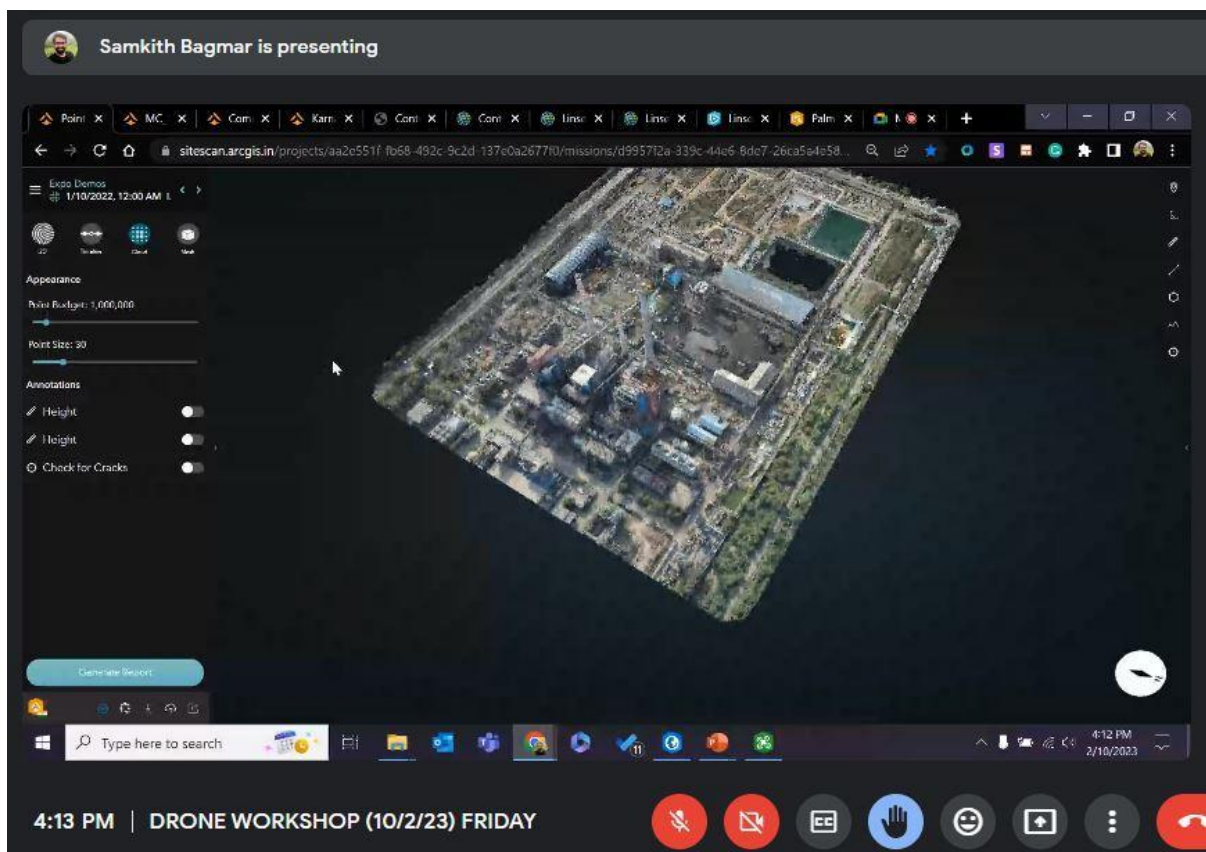 Samkith Bagmar is presenting
Point MC_ Com Karn Cont Cont Linsc Linsc Linsc Palm
sitescan.arcgis.in/projects/aa2e551f-fb68-492c-9c2d-137e0a2677f0/missions/d9957f2a-339c-44e6-8de7-26ca5a4e58...
Expo Demos
1/10/2022, 12:00 AM
Appearance
Point Budget: 1,000,000
Point Size: 30
Annotations
Height
Height
Check for Cracks
Generate Report
Type here to search
11
4:12 PM
2/10/2023
4:13 PM | DRONE WORKSHOP (10/2/23) FRIDAY
CC